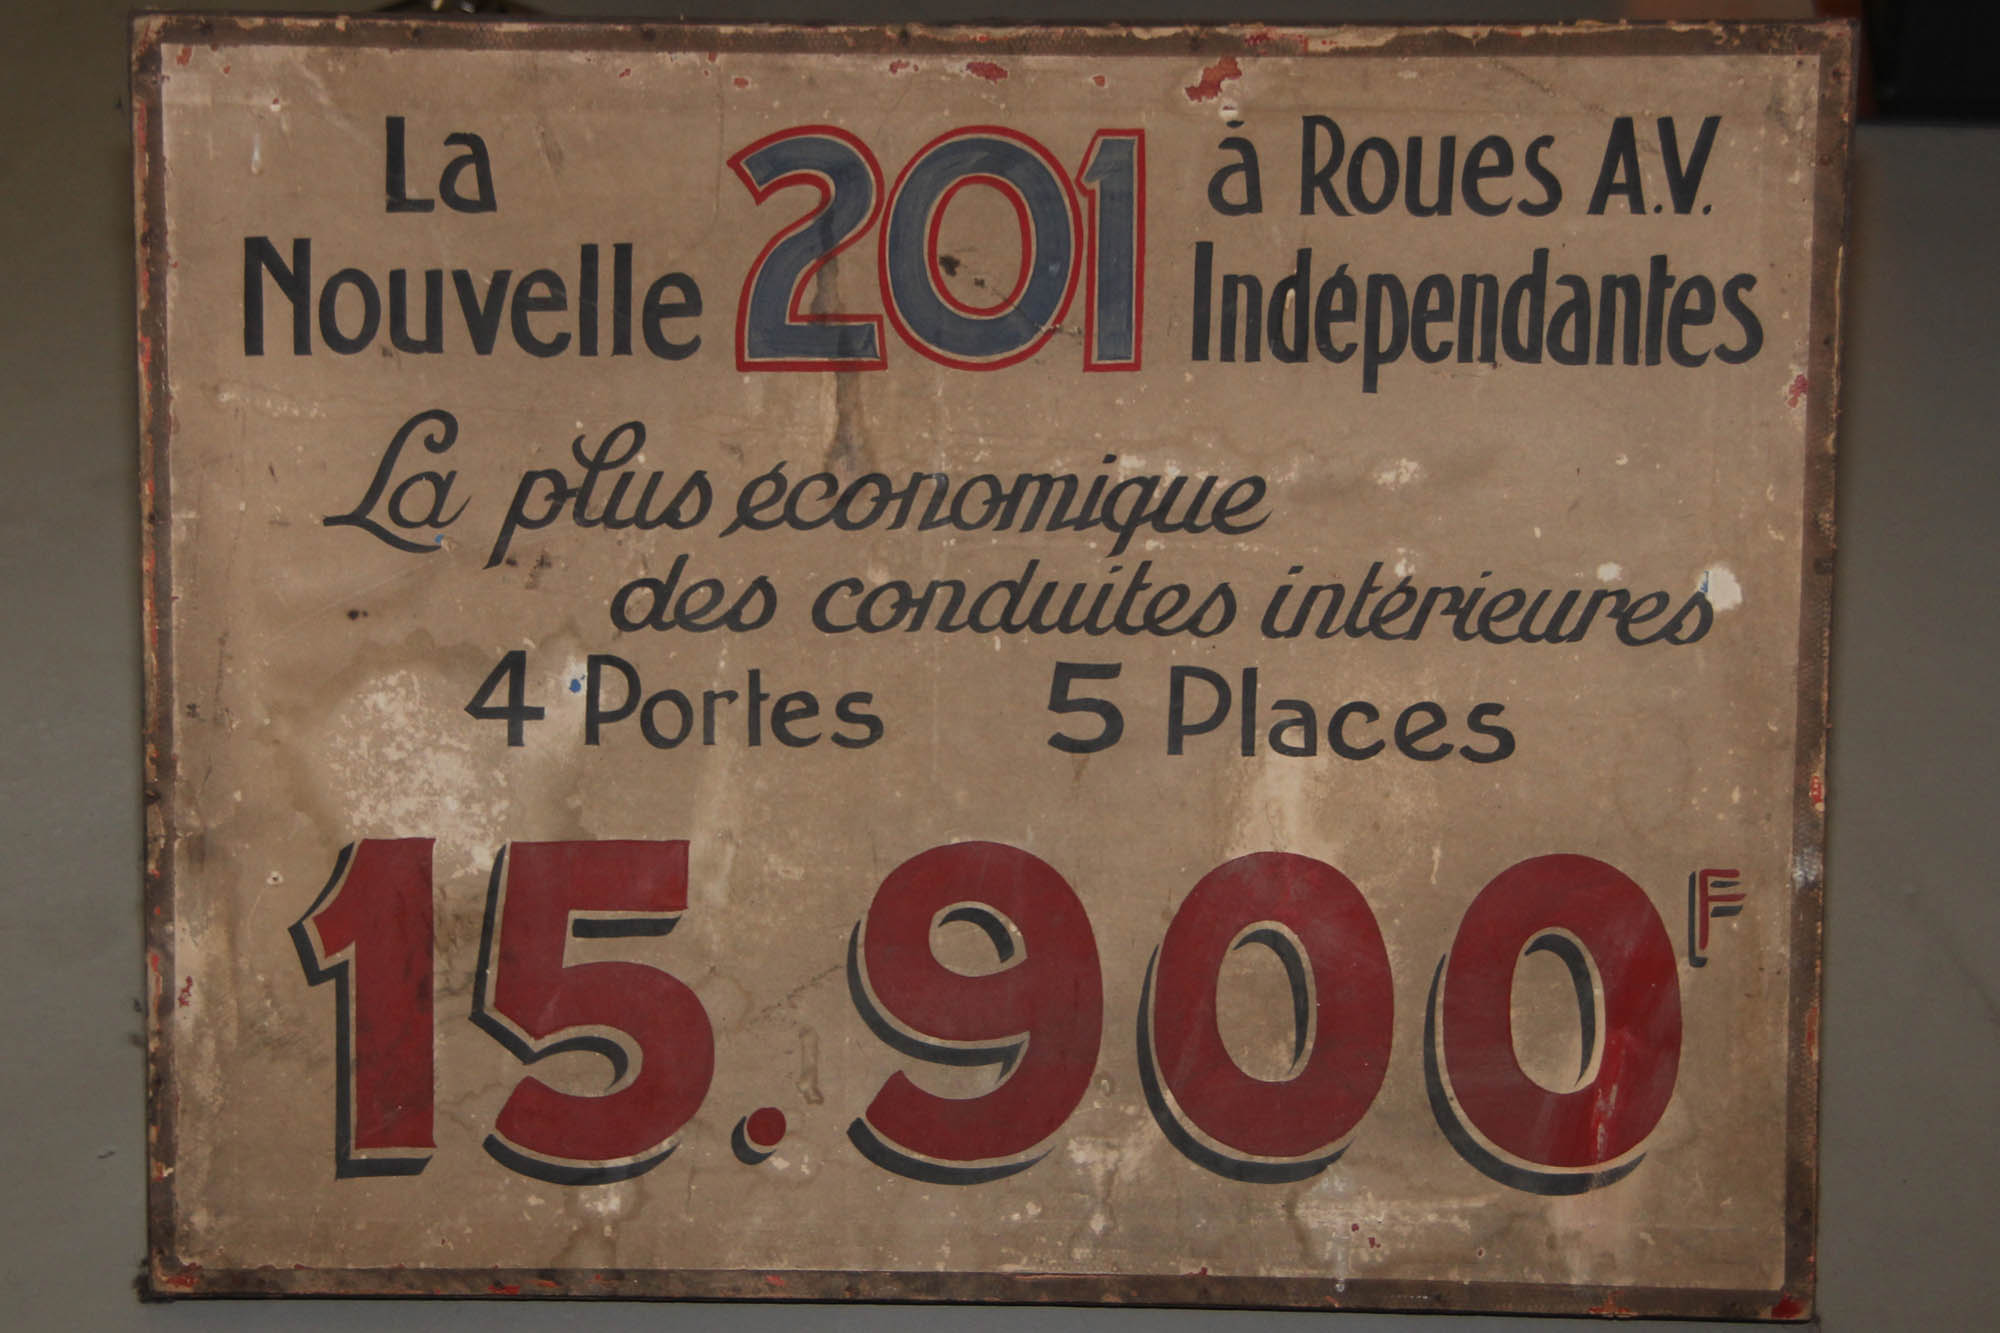 La Nouvelle 201 à Roues A.V. Indépendantes
La plus économique
des conduites intérieures
4 Portes 5 Places
15.900F